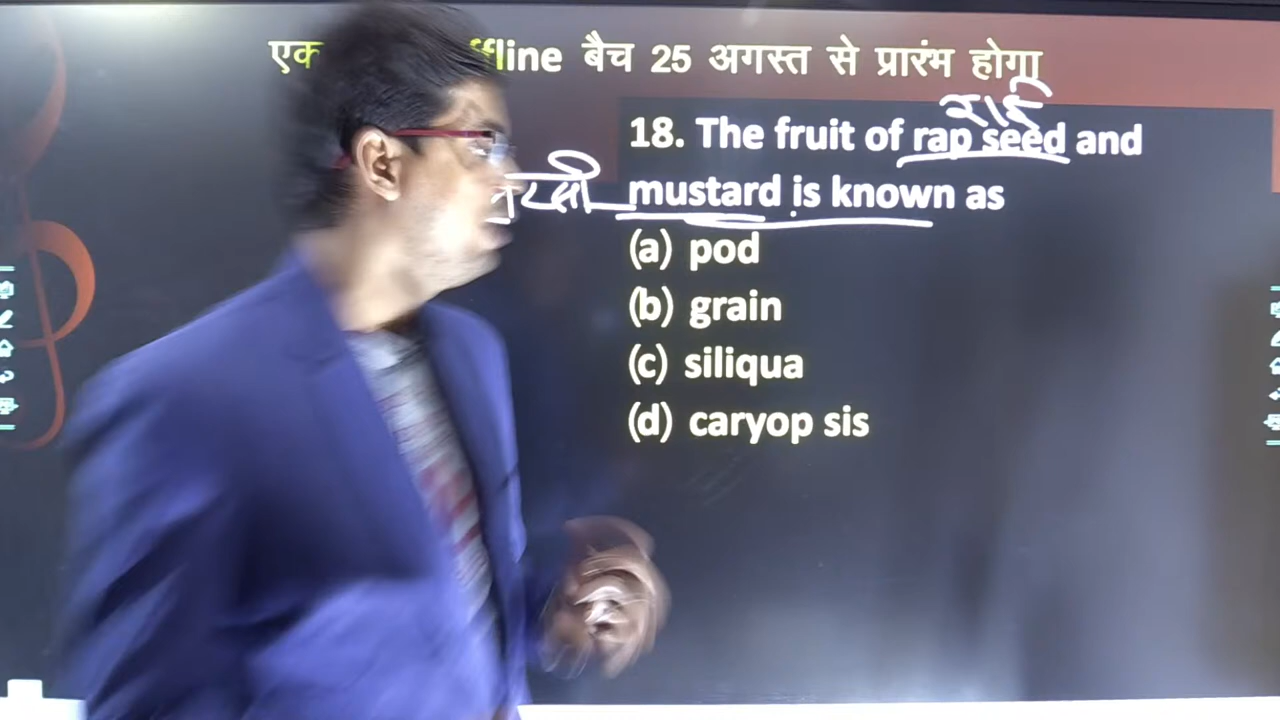 एक fline बैच 25 अगस्त से प्रारंभ होगा
राई
18. The fruit of rap seed and
mustard is known as
(a) pod
(b) grain
(c) siliqua
(d) caryop sis